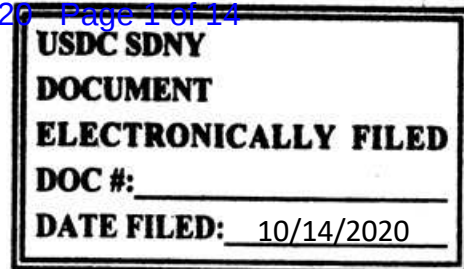 20 Page 1 of 14
USDC SDNY
DOCUMENT
ELECTRONICALLY FILED
DOC #:
DATE FILED: 10/14/2020